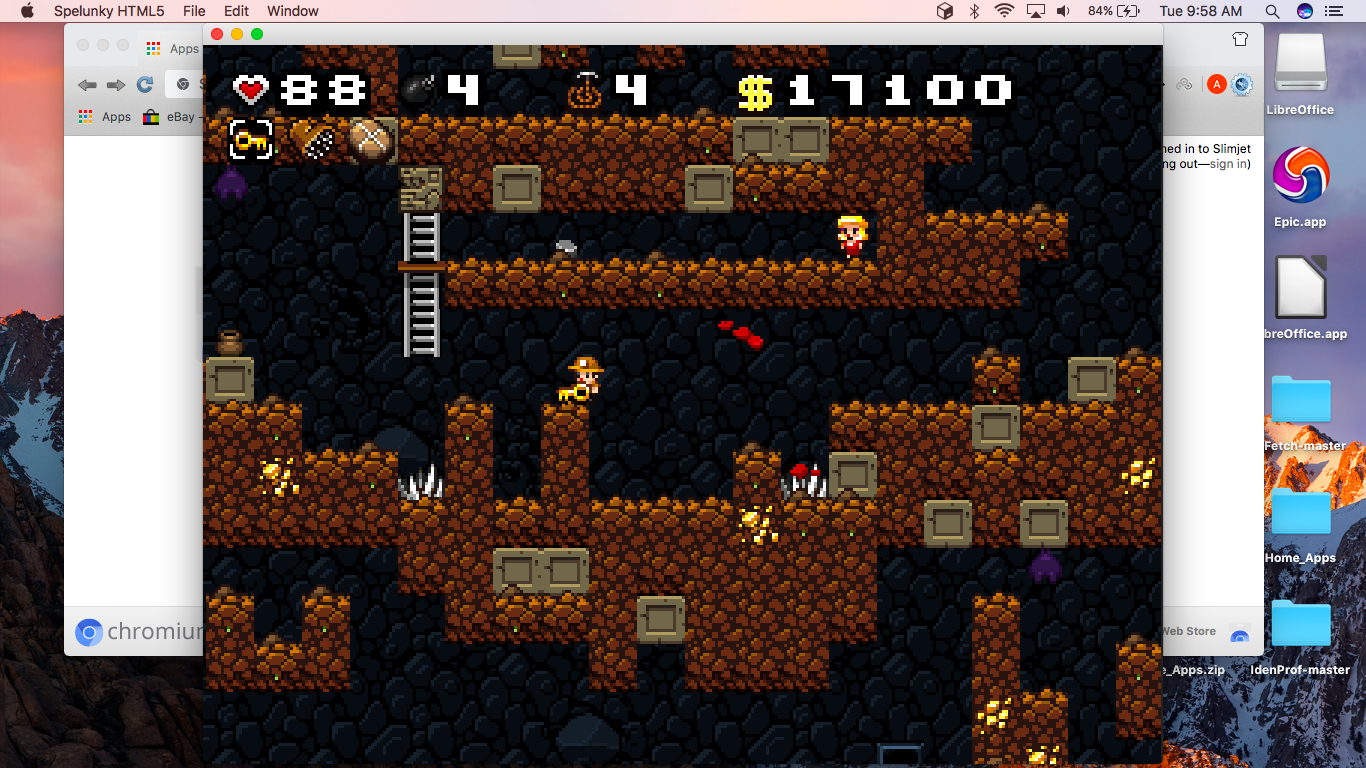 Spelunky HTML5 File Edit Window 84% Tue 9:58 AM
Apps
S
A
Apps eBay
88 4 4 $17100
ned in to Slimjet
ng out—sign in)
LibreOffice
Epic.app
breOffice.app
Fetch-master
Home_Apps
chromiu
Web Store
e_Apps.zip IdenProf-master